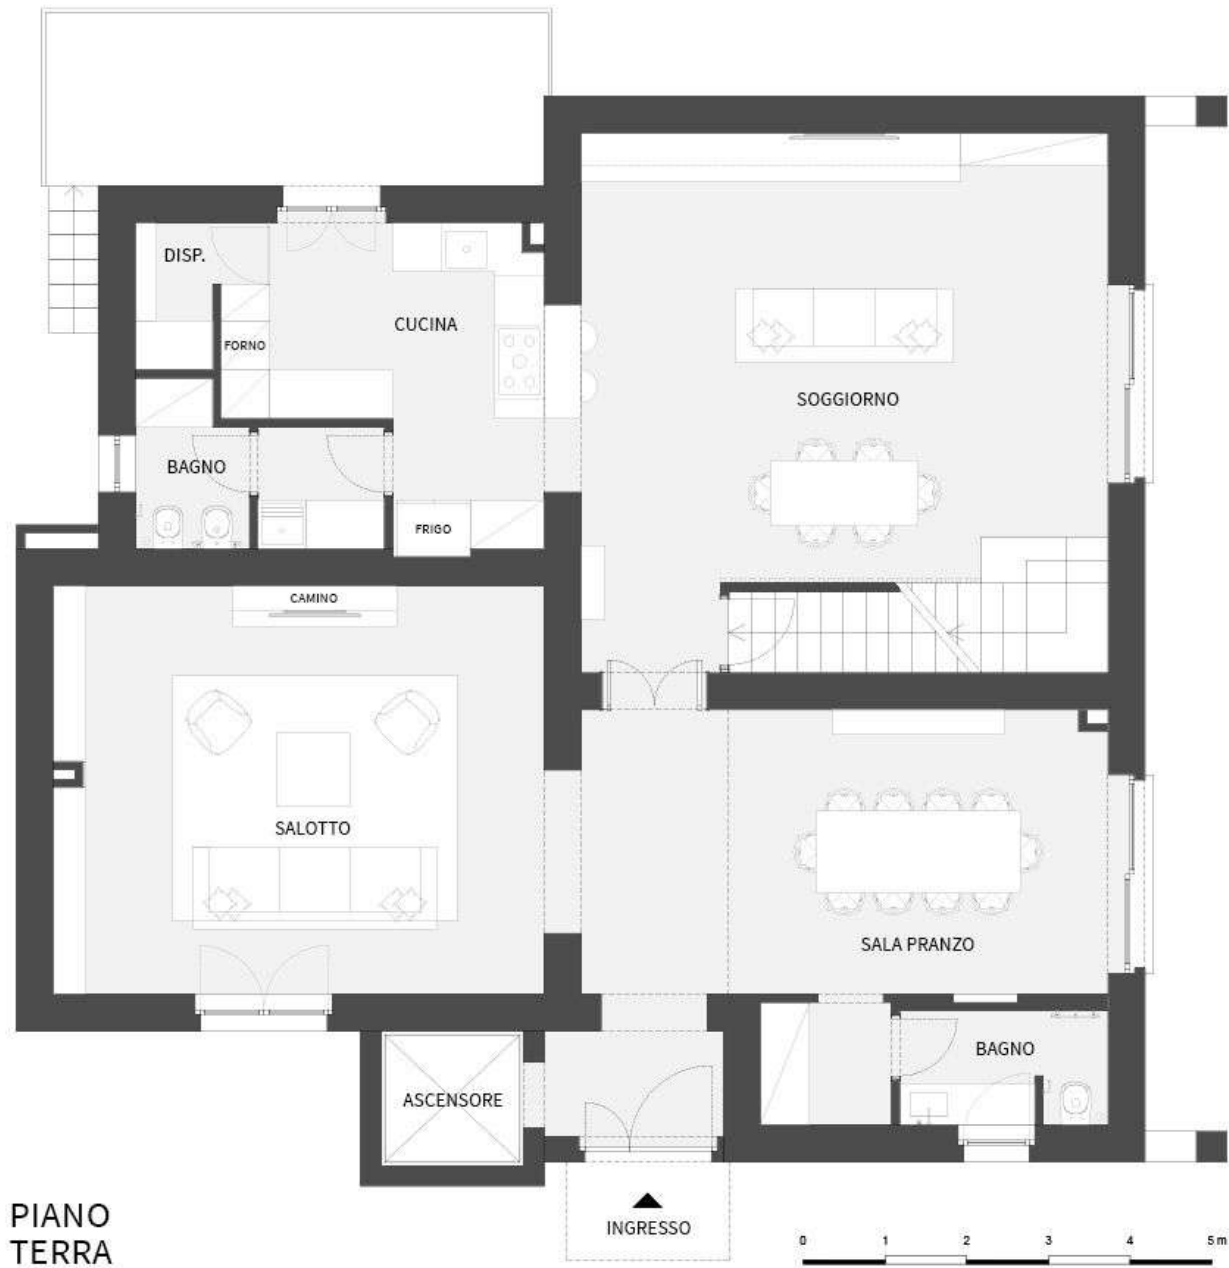 DISP.
CUCINA
FORNO
SOGGIORNO
BAGNO
FRIGO
CAMINO
SALOTTO
SALA PRANZO
BAGNO
ASCENSORE
PIANO
TERRA
INGRESSO
0 1 2 3 4 5 m